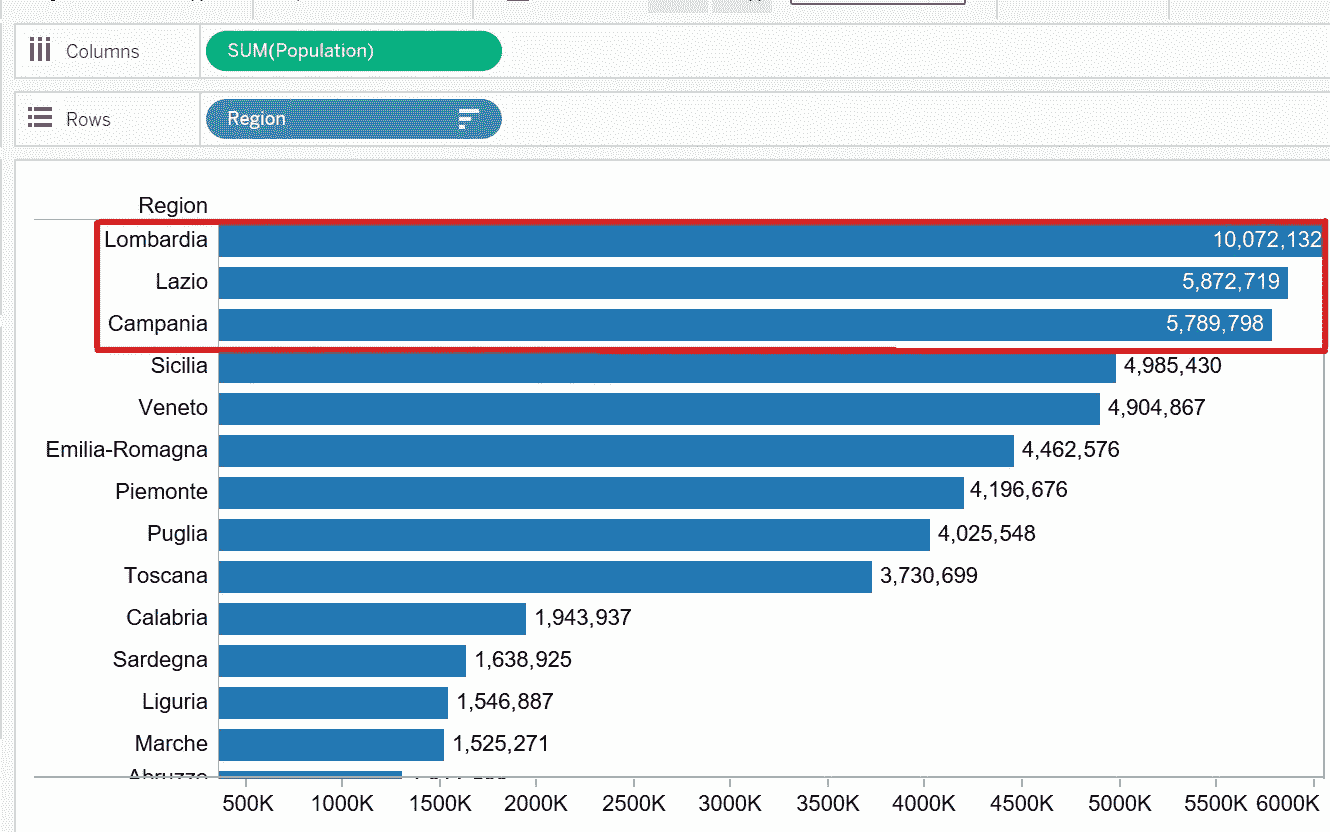 Columns SUM(Population)
Rows Region
Region
Lombardia 10,072,132
Lazio 5,872,719
Campania 5,789,798
Sicilia 4,985,430
Veneto 4,904,867
Emilia-Romagna 4,462,576
Piemonte 4,196,676
Puglia 4,025,548
Toscana 3,730,699
Calabria 1,943,937
Sardegna 1,638,925
Liguria 1,546,887
Marche 1,525,271
Abruzzo
500K 1000K 1500K 2000K 2500K 3000K 3500K 4000K 4500K 5000K 5500K 6000K